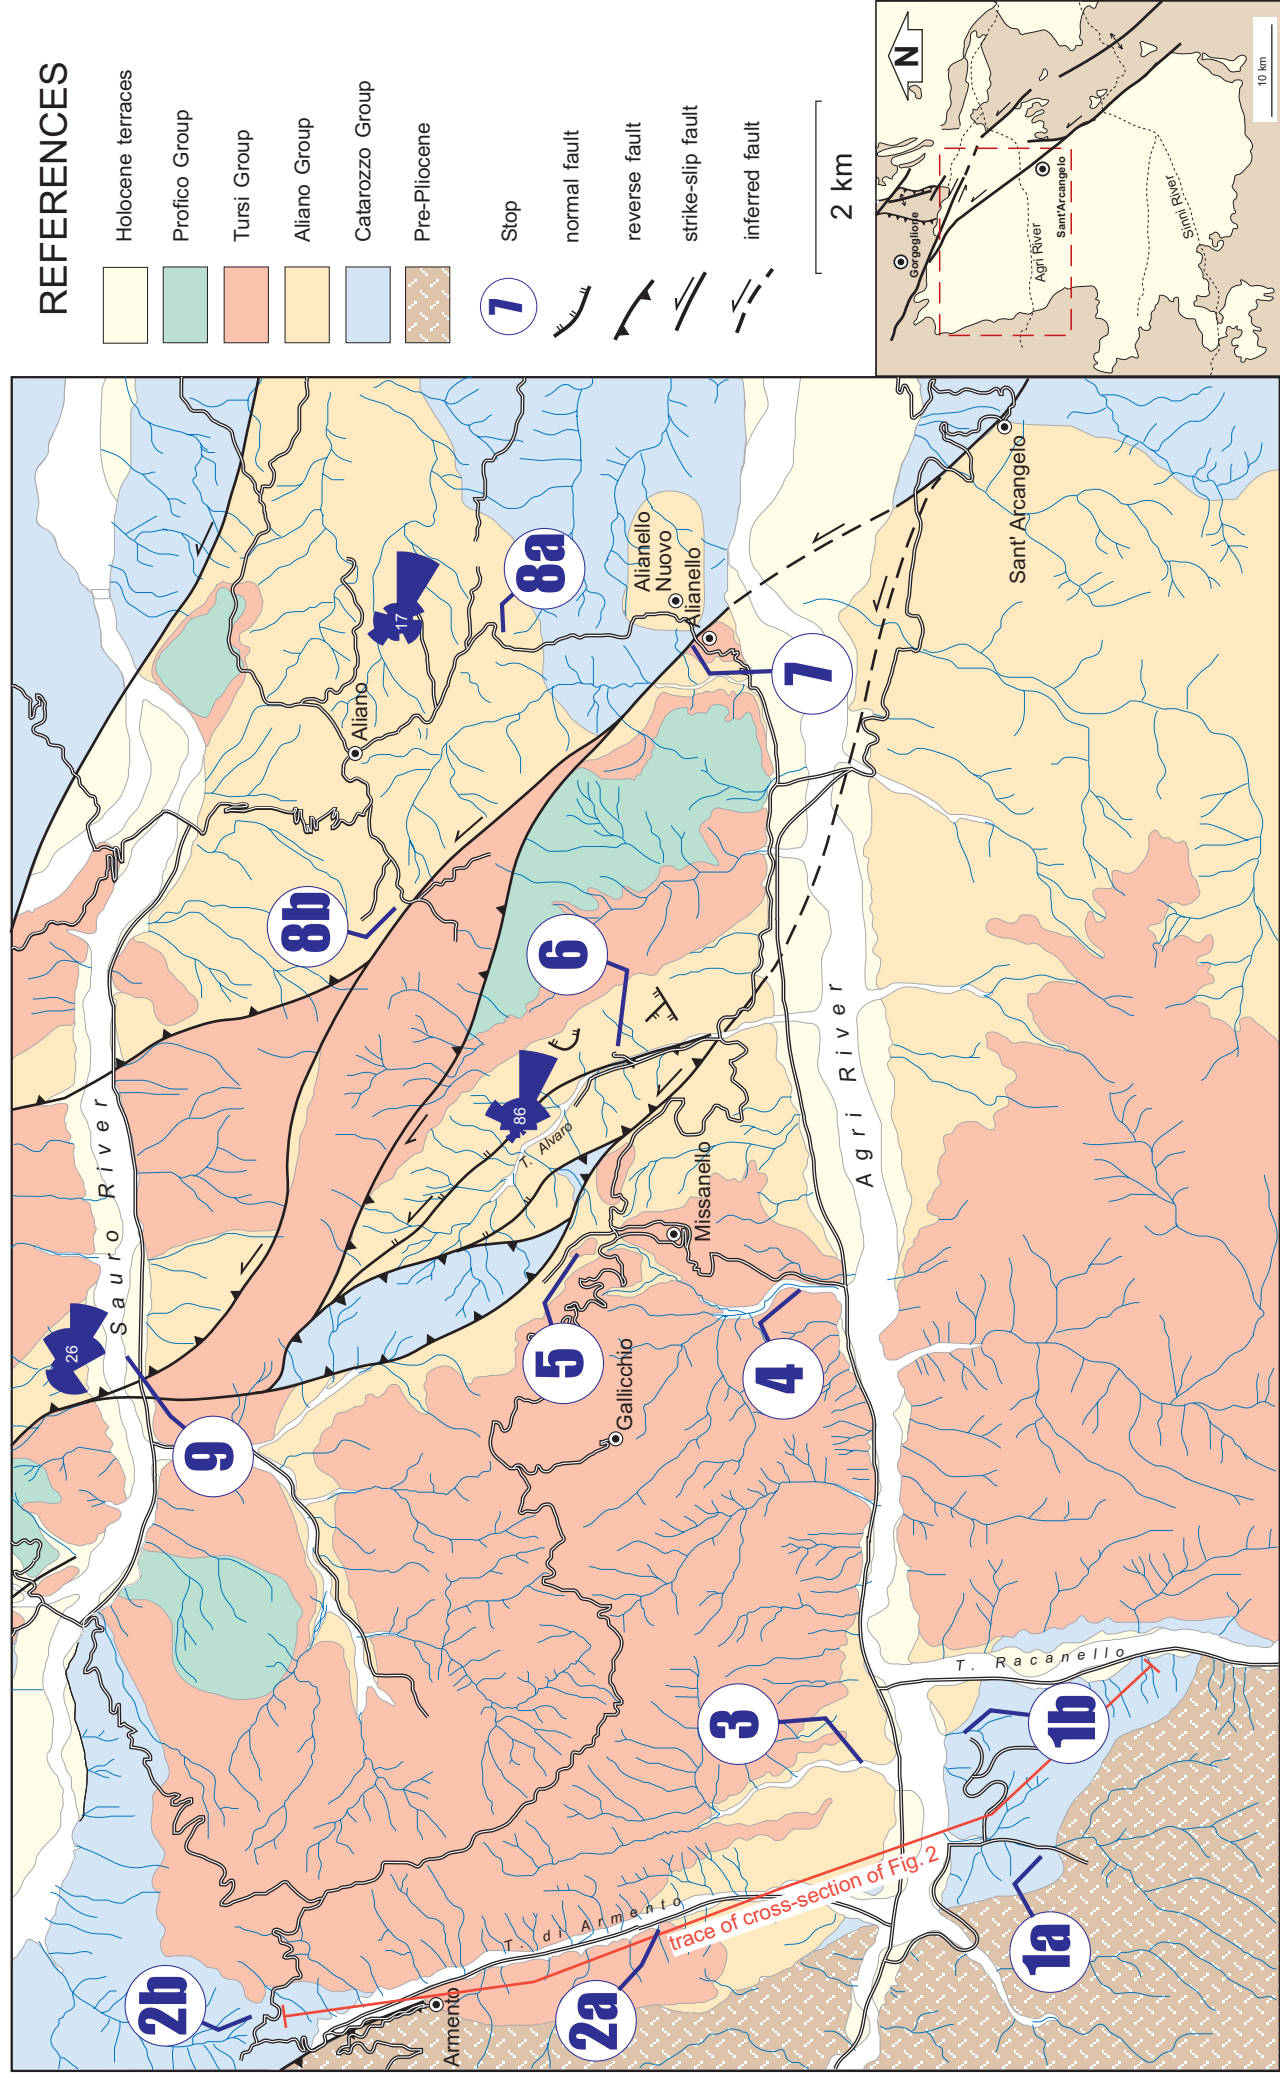 REFERENCES
Holocene terraces
Profico Group
Tursi Group
Aliano Group
Catarozzo Group
Pre-Pliocene
7
Stop
normal fault
reverse fault
strike-slip fault
inferred fault
2 km
N
Gorgoglione
Agri River
Sant'Arcangelo
Sinni River
10 km
Sauro River
Aliano
17
8a
Alianello
Nuovo
Alianello
7
Sant' Arcangelo
8b
6
86
T. Alvaro
Missanello
Agri River
26
9
5
Gallicchio
4
3
T. Racanello
1b
1a
2b
Armento
T. di Armento
2a
trace of cross-section of Fig. 2